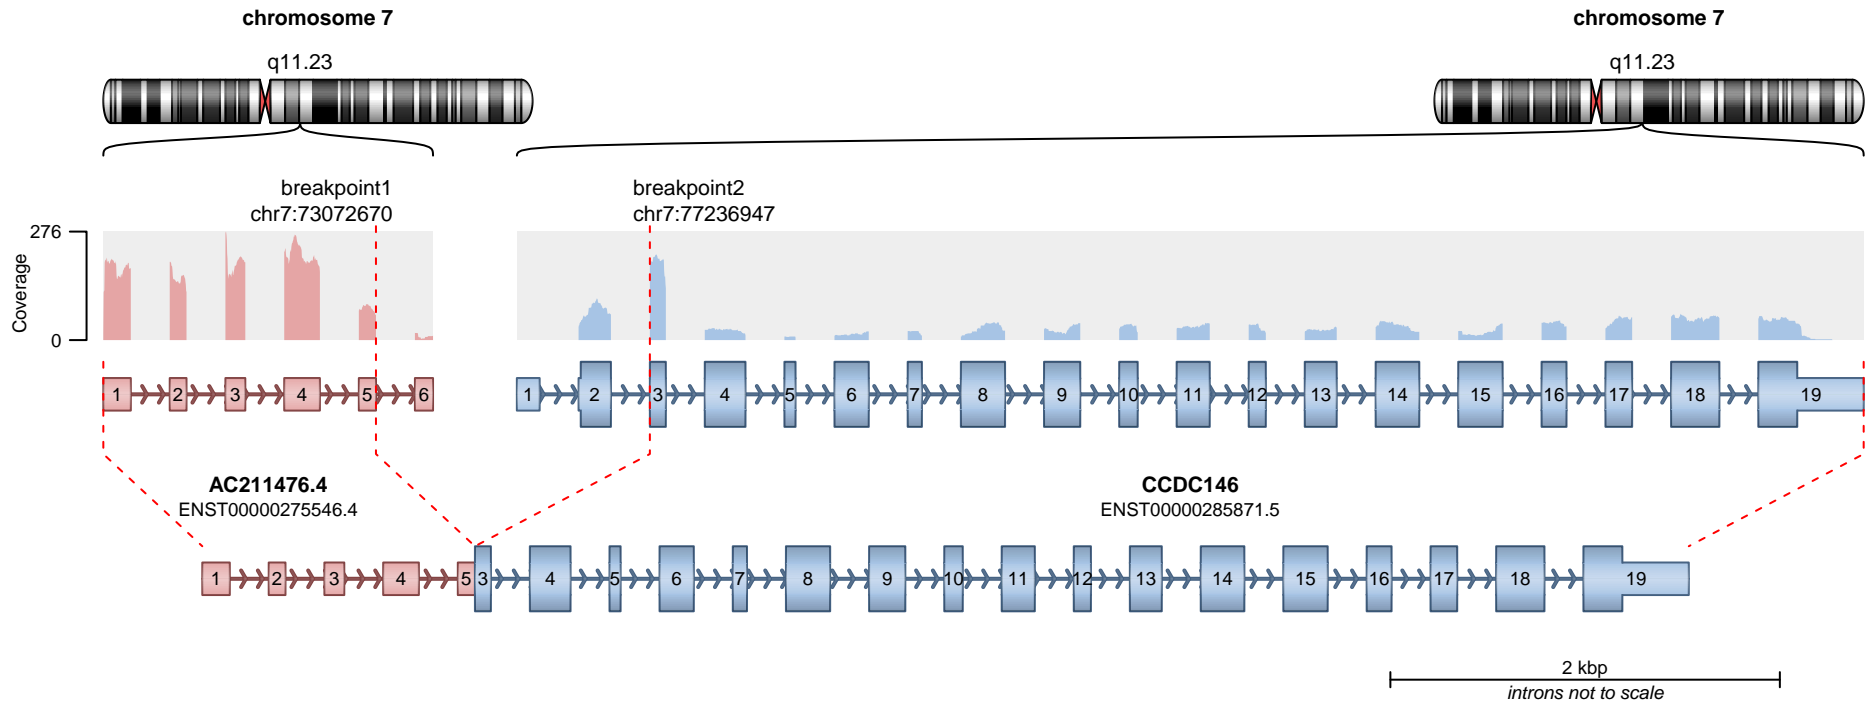 chromosome 7
chromosome 7
q11.23
q11.23
breakpoint1
chr7:73072670
breakpoint2
chr7:77236947
276
Coverage
0
1 2 3 4 5 6
1 2 3 4 5 6 7 8 9 10 11 12 13 14 15 16 17 18 19
AC211476.4
ENST00000275546.4
CCDC146
ENST00000285871.5
1 2 3 4 5 3 4 5 6 7 8 9 10 11 12 13 14 15 16 17 18 19
2 kbp
introns not to scale